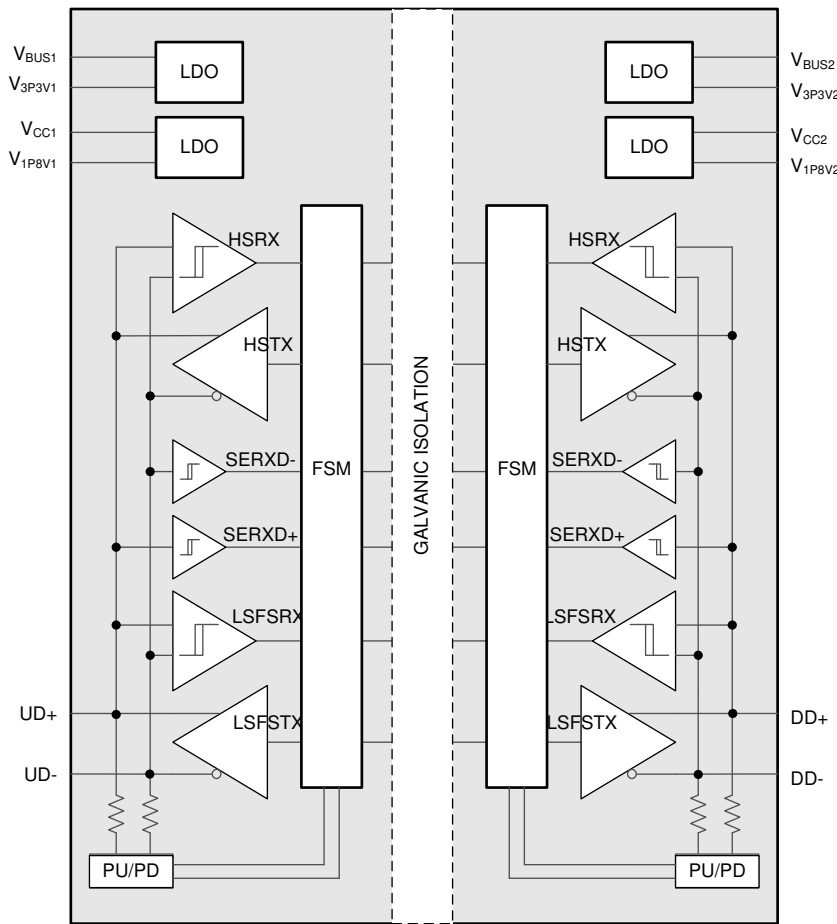 VBUS1
V3P3V1
VCC1
V1P8V1
LDO
LDO
HSRX
HSTX
SERXD-
SERXD+
LSFSRX
LSFSTX
FSM
UD+
UD-
PU/PD
GALVANIC ISOLATION
LDO
LDO
VBUS2
V3P3V2
VCC2
V1P8V2
HSRX
HSTX
SERXD-
SERXD+
LSFSRX
LSFSTX
FSM
DD+
DD-
PU/PD